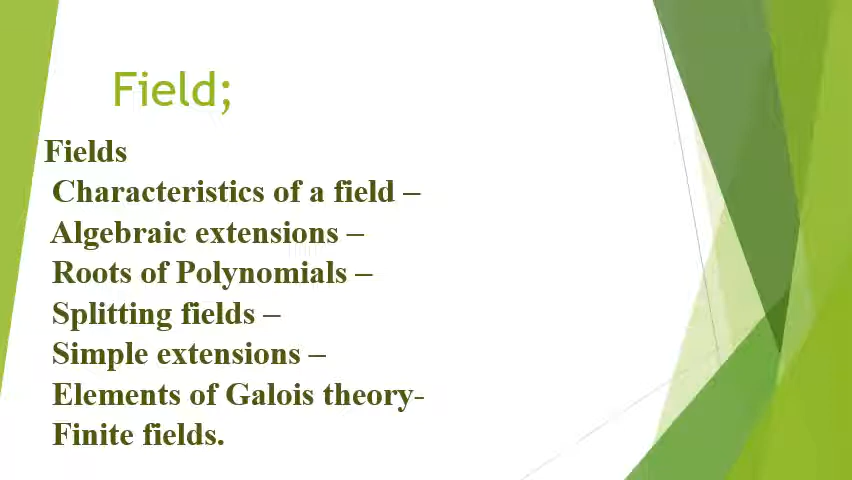 Field;
Fields
Characteristics of a field –
Algebraic extensions –
Roots of Polynomials –
Splitting fields –
Simple extensions –
Elements of Galois theory-
Finite fields.